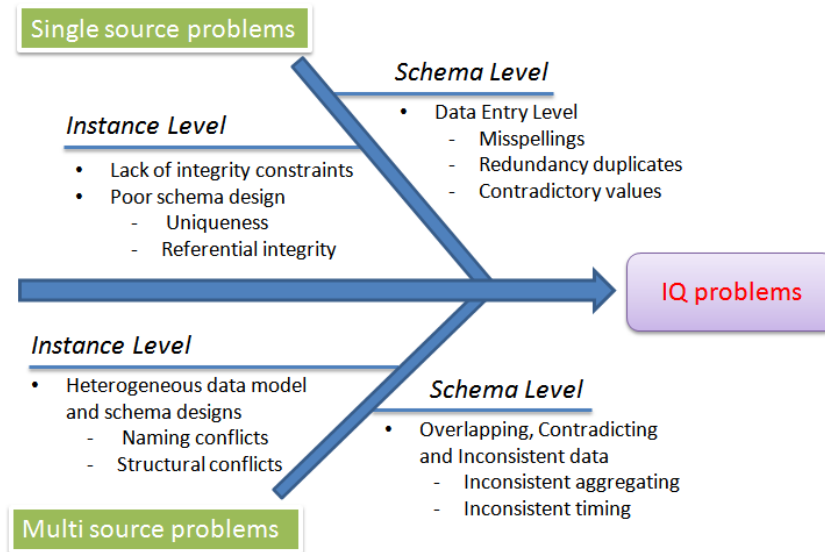 Single source problems
Schema Level
• Data Entry Level
- Misspellings
- Redundancy duplicates
- Contradictory values
Instance Level
• Lack of integrity constraints
• Poor schema design
- Uniqueness
- Referential integrity
IQ problems
Instance Level
• Heterogeneous data model
and schema designs
- Naming conflicts
- Structural conflicts
Schema Level
• Overlapping, Contradicting
and Inconsistent data
- Inconsistent aggregating
- Inconsistent timing
Multi source problems